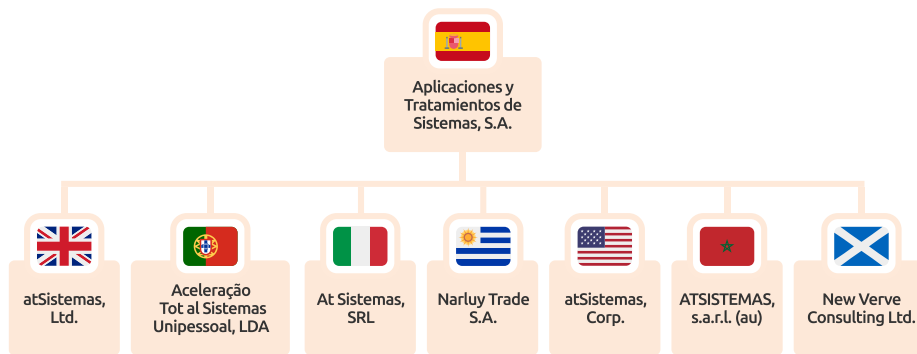 Aplicaciones y
Tratamientos de
Sistemas, S.A.
atSistemas,
Ltd.
Aceleração
Tot al Sistemas
Unipessoal, LDA
At Sistemas,
SRL
Narluy Trade
S.A.
atSistemas,
Corp.
ATSISTEMAS,
s.a.r.l. (au)
New Verve
Consulting Ltd.